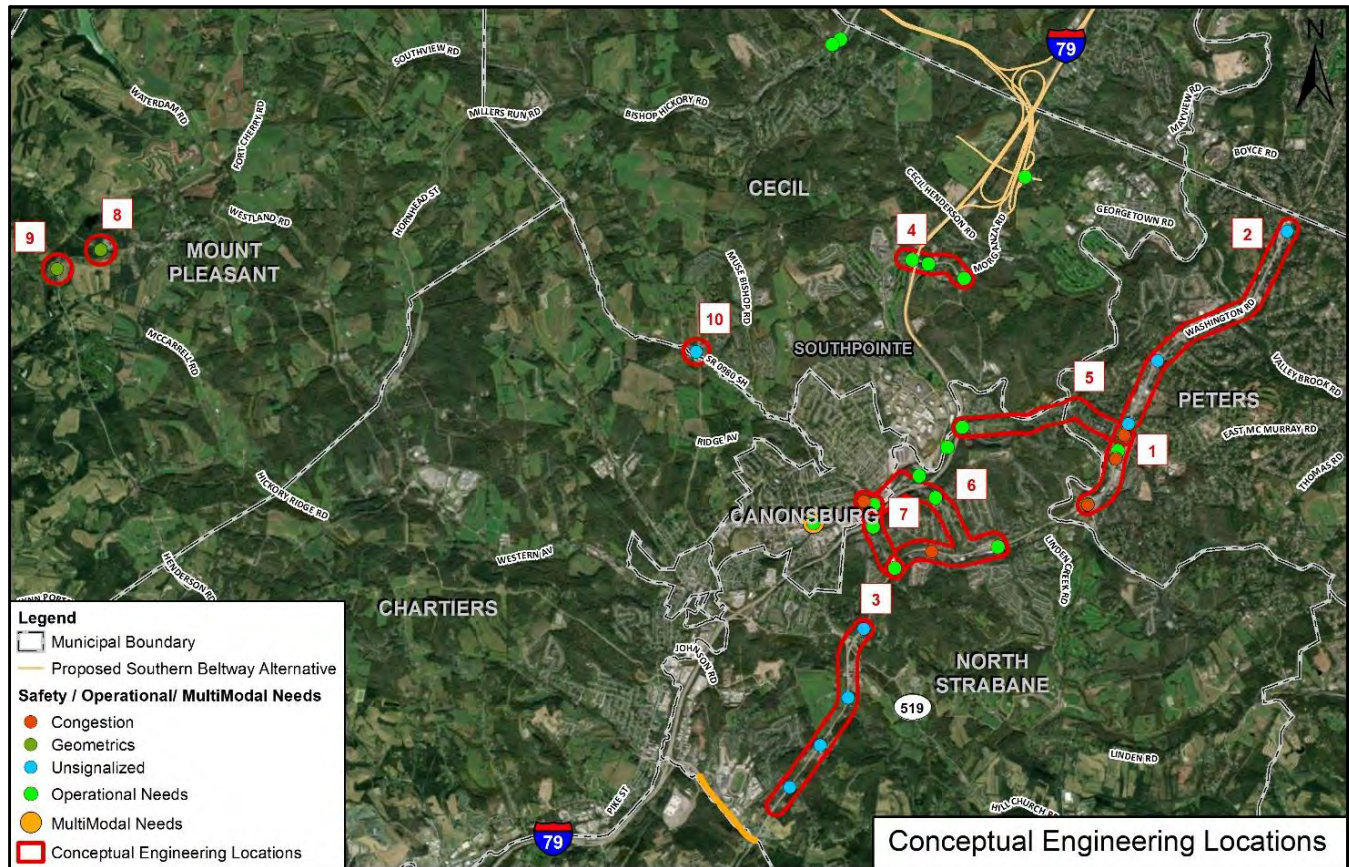 79
N
SOUTHVIEW RD
WATERDAM RD
FORT CHERRY RD
MILLERS RUN RD
BISHOP HICKORY RD
MAYVIEW RD
BOYCE RD
CECIL
CECIL HENDERSON RD
GEORGETOWN RD
MORGANZA RD
HORNHEAD ST
WESTLAND RD
8
9
MOUNT
PLEASANT
4
2
MUSE BISHOP RD
WASHINGTON RD
MCCARRELL RD
10
SR 0980 SH
SOUTHPOINTE
VALLEY BROOK RD
5
PETERS
EAST MC MURRAY RD
RIDGE AV
1
THOMAS RD
HICKORY RIDGE RD
6
7
CANONSBURG
LINDEN CREEK RD
WESTERN AV
HENDERSON RD
CHARTIERS
3
JOHNSON RD
NORTH
STRABANE
519
LINDEN RD
HILL CHURCH RD
PIKE ST
79
Legend
Municipal Boundary
Proposed Southern Beltway Alternative
Safety / Operational/ MultiModal Needs
Congestion
Geometrics
Unsignalized
Operational Needs
MultiModal Needs
Conceptual Engineering Locations
Conceptual Engineering Locations